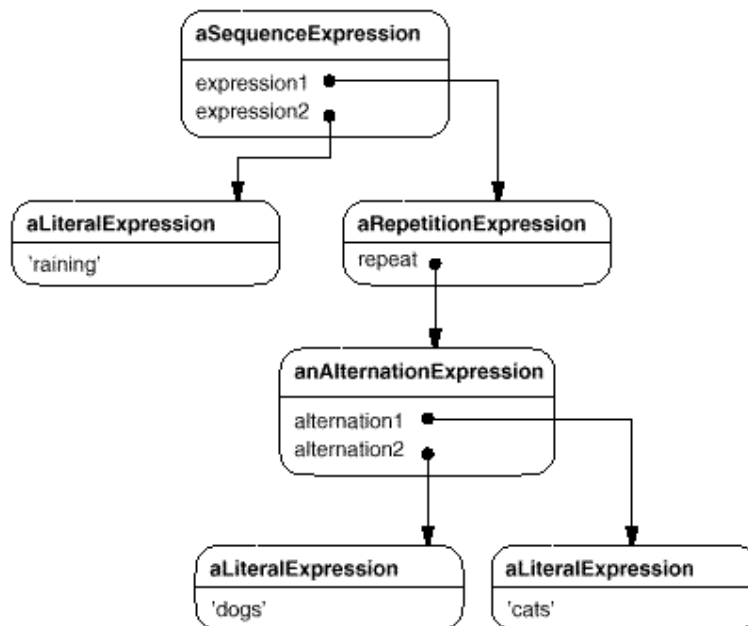 aSequenceExpression
expression1
expression2
aLiteralExpression
'raining'
aRepetitionExpression
repeat
anAlternationExpression
alternation1
alternation2
aLiteralExpression
'dogs'
aLiteralExpression
'cats'